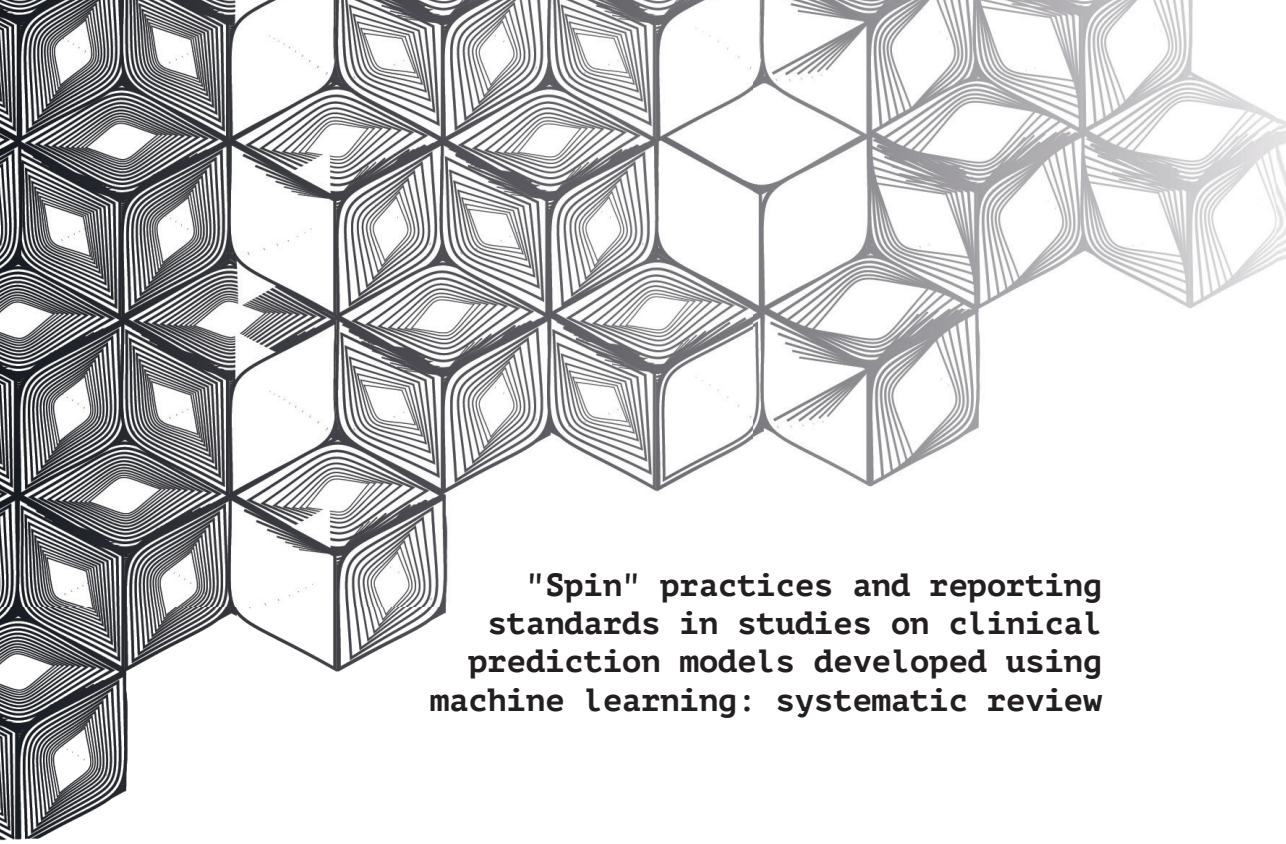 "Spin" practices and reporting
standards in studies on clinical
prediction models developed using
machine learning: systematic review